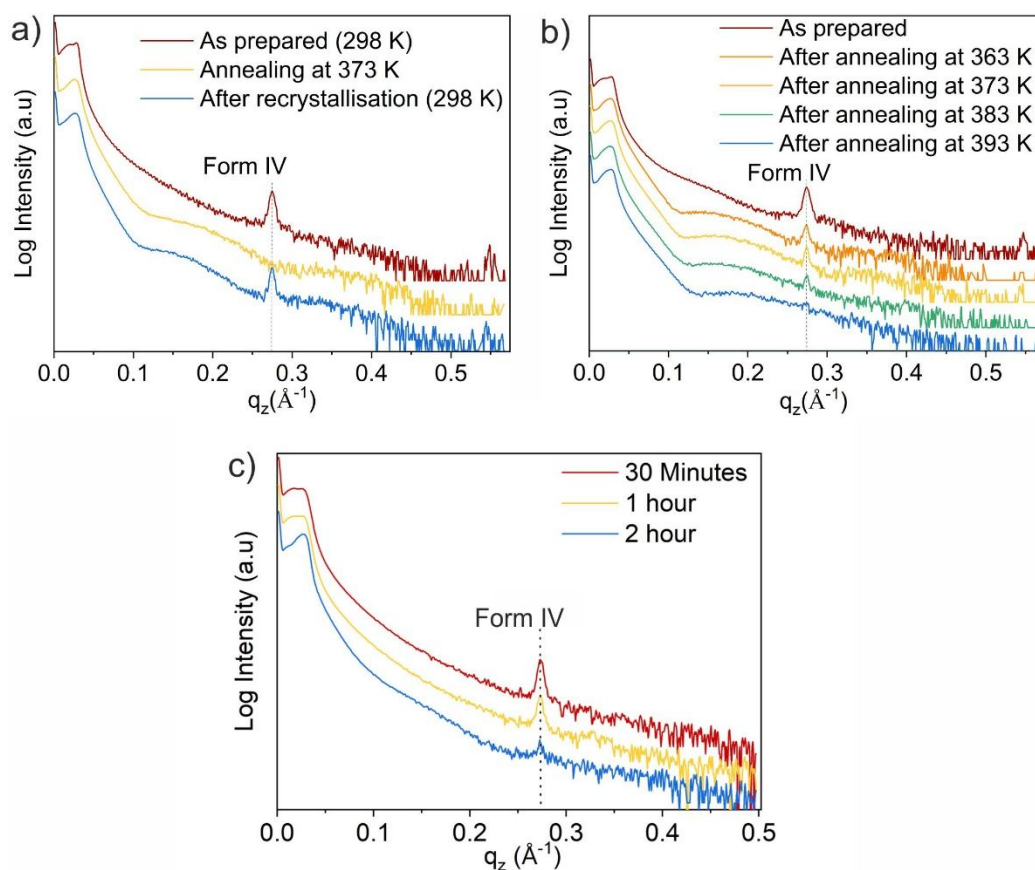 a)
As prepared (298 K)
Annealing at 373 K
After recrystallisation (298 K)
Form IV
Log Intensity (a.u)
0.0 0.1 0.2 0.3 0.4 0.5
q_z(Å⁻¹)
b)
As prepared
After annealing at 363 K
After annealing at 373 K
After annealing at 383 K
After annealing at 393 K
Form IV
Log Intensity (a.u)
0.0 0.1 0.2 0.3 0.4 0.5
q_z(Å⁻¹)
c)
30 Minutes
1 hour
2 hour
Form IV
Log Intensity (a.u)
0.0 0.1 0.2 0.3 0.4 0.5
q_z (Å⁻¹)